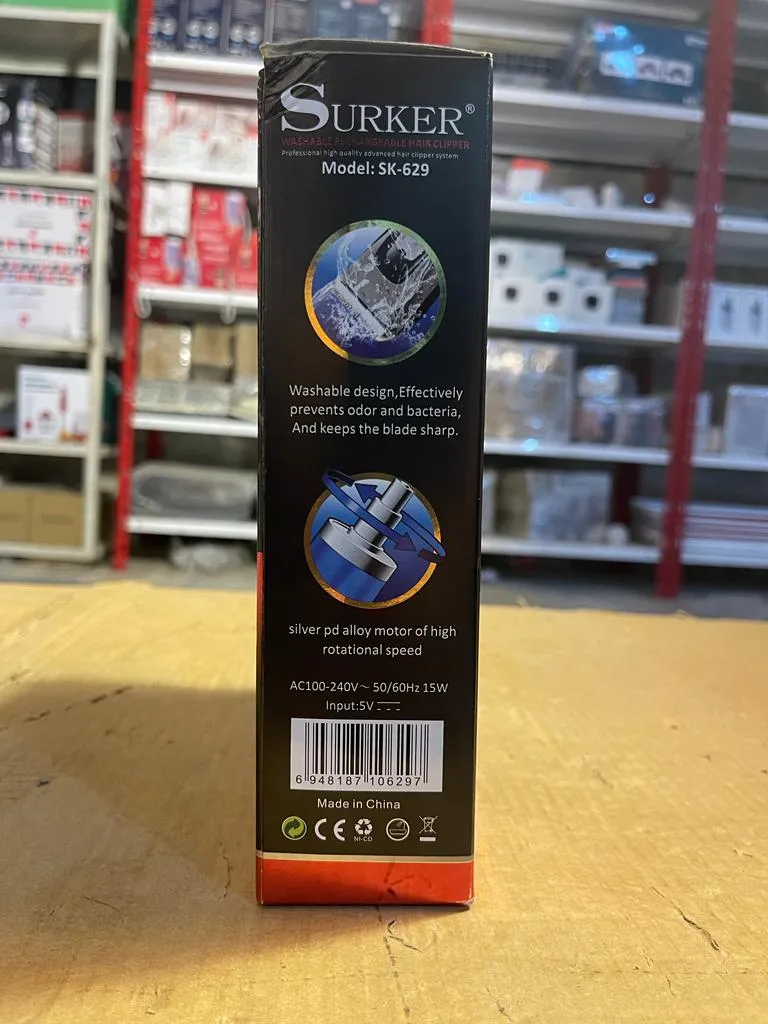 SURKER®
WASHABLE RECHARGEABLE HAIR CLIPPER
Professional high quality advanced hair clipper system
Model: SK-629
Washable design,Effectively
prevents odor and bacteria,
And keeps the blade sharp.
silver pd alloy motor of high
rotational speed
AC100-240V～ 50/60Hz 15W
Input:5V ⎓
6 948187 106297
Made in China
CE
NI-CD